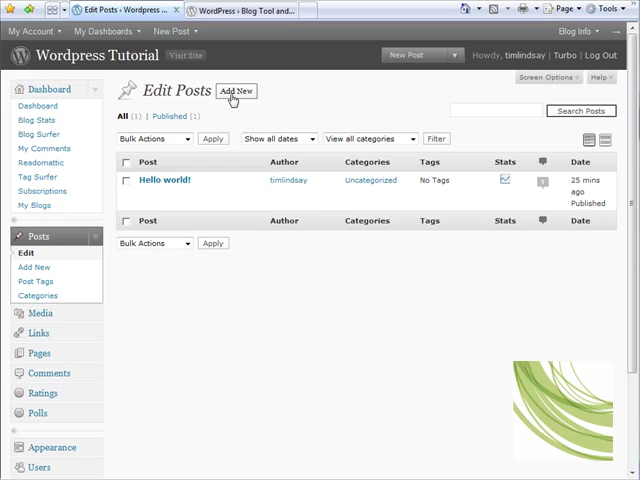 Edit Posts ‹ Wordpress ...
WordPress › Blog Tool and...
Page
Tools
My Account
My Dashboards
New Post
Blog Info
Wordpress Tutorial
Visit Site
New Post
Howdy, timlindsay | Turbo | Log Out
Screen Options
Help
Edit Posts
Add New
All (1) | Published (1)
Search Posts
Bulk Actions
Apply
Show all dates
View all categories
Filter
Post Author Categories Tags Stats Date
Hello world! timlindsay Uncategorized No Tags 25 mins
ago
Published
Post Author Categories Tags Stats Date
Bulk Actions
Apply
Dashboard
Dashboard
Blog Stats
Blog Surfer
My Comments
Readomattic
Tag Surfer
Subscriptions
My Blogs
Posts
Edit
Add New
Post Tags
Categories
Media
Links
Pages
Comments
Ratings
Polls
Appearance
Users